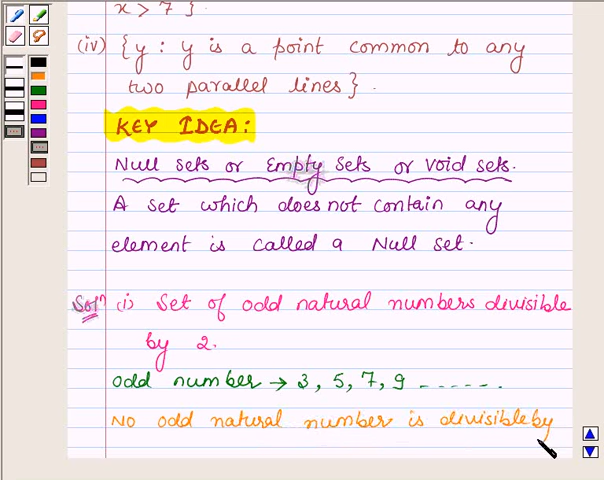 x > 7 }
(iv) {y : y is a point common to any
two parallel lines}.
KEY IDEA:
Null sets or Empty sets or Void sets.
A set which does not contain any
element is called a Null set.
Solⁿ (i) Set of odd natural numbers divisible
by 2.
odd number → 3, 5, 7, 9 ------.
No odd natural number is divisible by